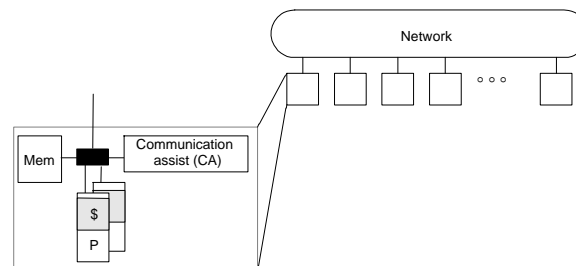 Network
° ° °
Communication
assist (CA)
Mem
$
P